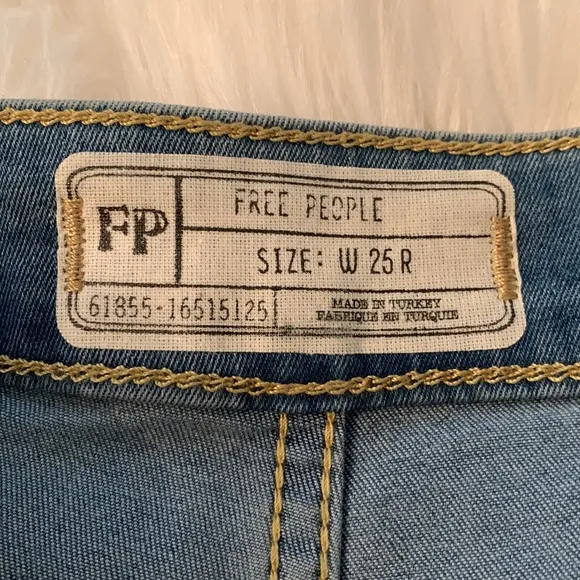 FP
FREE PEOPLE
SIZE: W 25 R
61855-16515125
MADE IN TURKEY
FABRIQUE EN TURQUIE